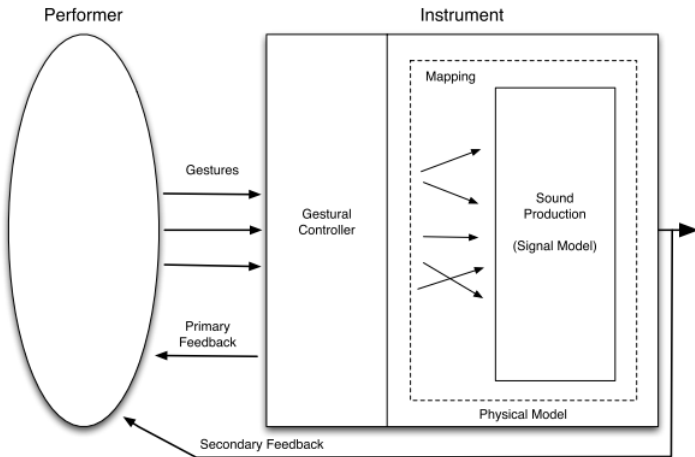 Performer
Instrument
Mapping
Gestures
Gestural
Controller
Sound
Production
(Signal Model)
Primary
Feedback
Physical Model
Secondary Feedback